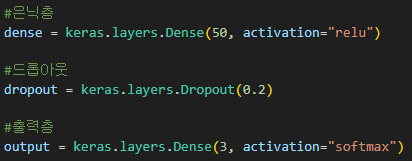 #은닉층
dense = keras.layers.Dense(50, activation="relu")
#드롭아웃
dropout = keras.layers.Dropout(0.2)
#출력층
output = keras.layers.Dense(3, activation="softmax")